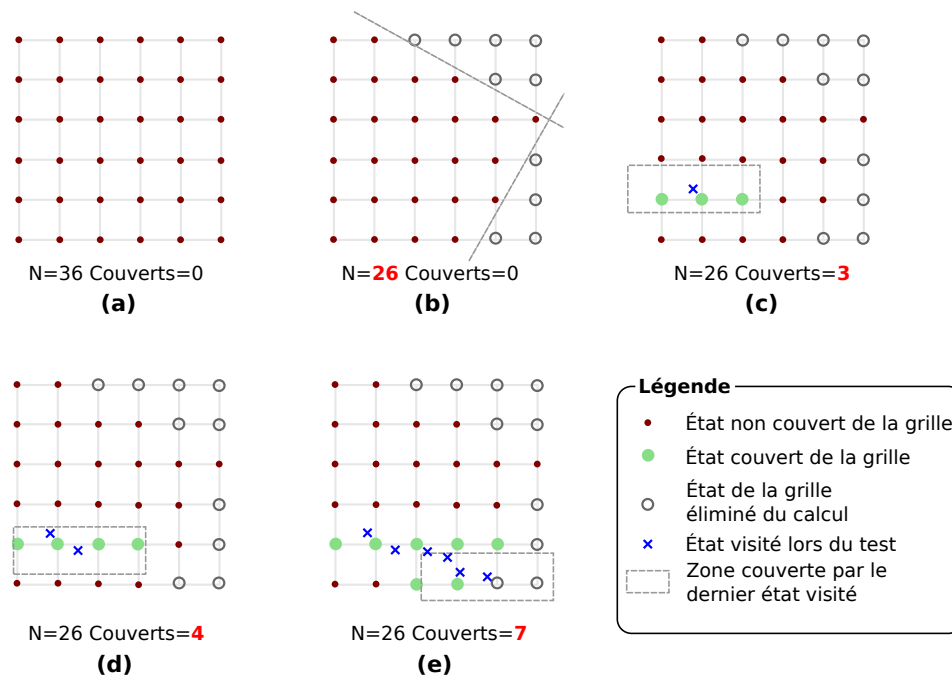 N=36 Couverts=0
(a)
N=26 Couverts=0
(b)
N=26 Couverts=3
(c)
N=26 Couverts=4
(d)
N=26 Couverts=7
(e)
Légende
État non couvert de la grille
État couvert de la grille
État de la grille
éliminé du calcul
État visité lors du test
Zone couverte par le
dernier état visité